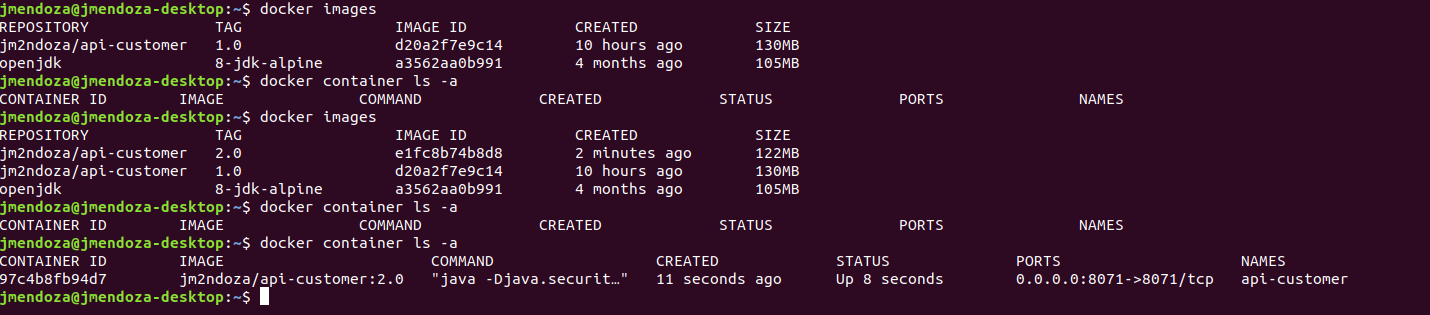 jmendoza@jmendoza-desktop:~$ docker images
REPOSITORY TAG IMAGE ID CREATED SIZE
jm2ndoza/api-customer 1.0 d20a2f7e9c14 10 hours ago 130MB
openjdk 8-jdk-alpine a3562aa0b991 4 months ago 105MB
jmendoza@jmendoza-desktop:~$ docker container ls -a
CONTAINER ID IMAGE COMMAND CREATED STATUS PORTS NAMES
jmendoza@jmendoza-desktop:~$ docker images
REPOSITORY TAG IMAGE ID CREATED SIZE
jm2ndoza/api-customer 2.0 e1fc8b74b8d8 2 minutes ago 122MB
jm2ndoza/api-customer 1.0 d20a2f7e9c14 10 hours ago 130MB
openjdk 8-jdk-alpine a3562aa0b991 4 months ago 105MB
jmendoza@jmendoza-desktop:~$ docker container ls -a
CONTAINER ID IMAGE COMMAND CREATED STATUS PORTS NAMES
jmendoza@jmendoza-desktop:~$ docker container ls -a
CONTAINER ID IMAGE COMMAND CREATED STATUS PORTS NAMES
97c4b8fb94d7 jm2ndoza/api-customer:2.0 "java -Djava.securit…" 11 seconds ago Up 8 seconds 0.0.0.0:8071->8071/tcp api-customer
jmendoza@jmendoza-desktop:~$